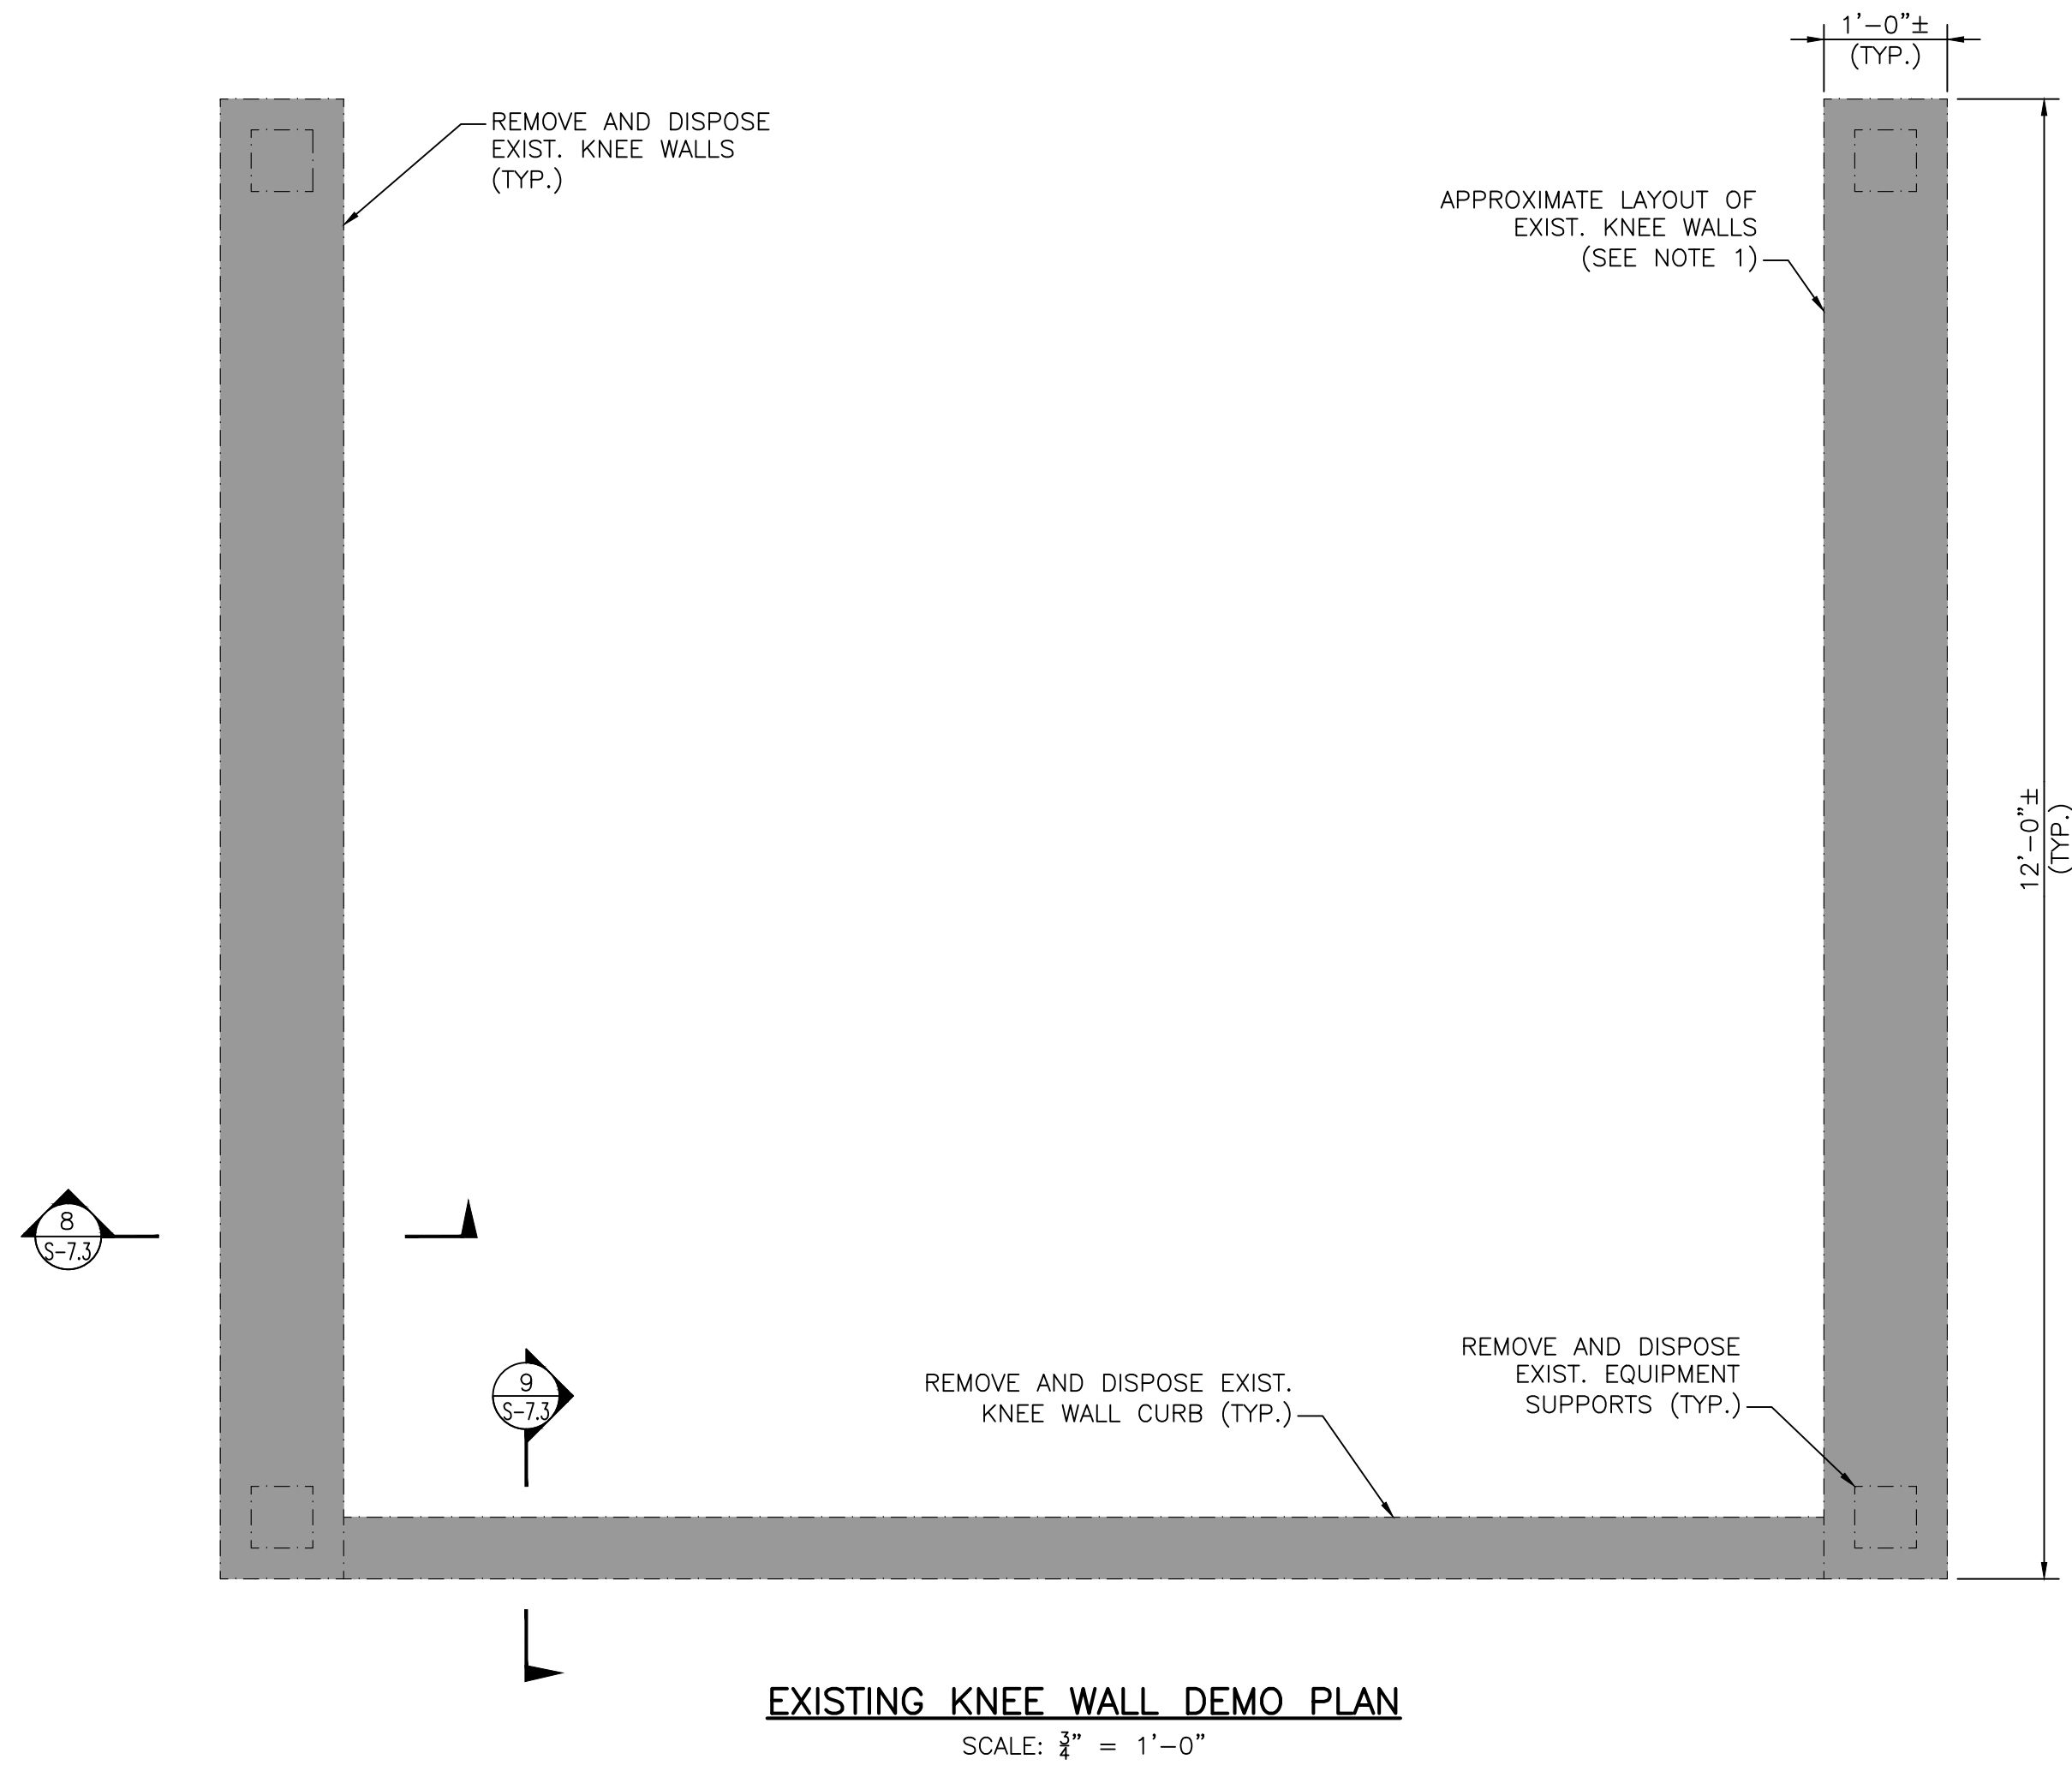 1'-0"±
(TYP.)
REMOVE AND DISPOSE
EXIST. KNEE WALLS
(TYP.)
APPROXIMATE LAYOUT OF
EXIST. KNEE WALLS
(SEE NOTE 1)
12'-0"±
(TYP.)
8
S-7.3
9
S-7.3
REMOVE AND DISPOSE EXIST.
KNEE WALL CURB (TYP.)
REMOVE AND DISPOSE
EXIST. EQUIPMENT
SUPPORTS (TYP.)
EXISTING KNEE WALL DEMO PLAN
SCALE: 3/4" = 1'-0"